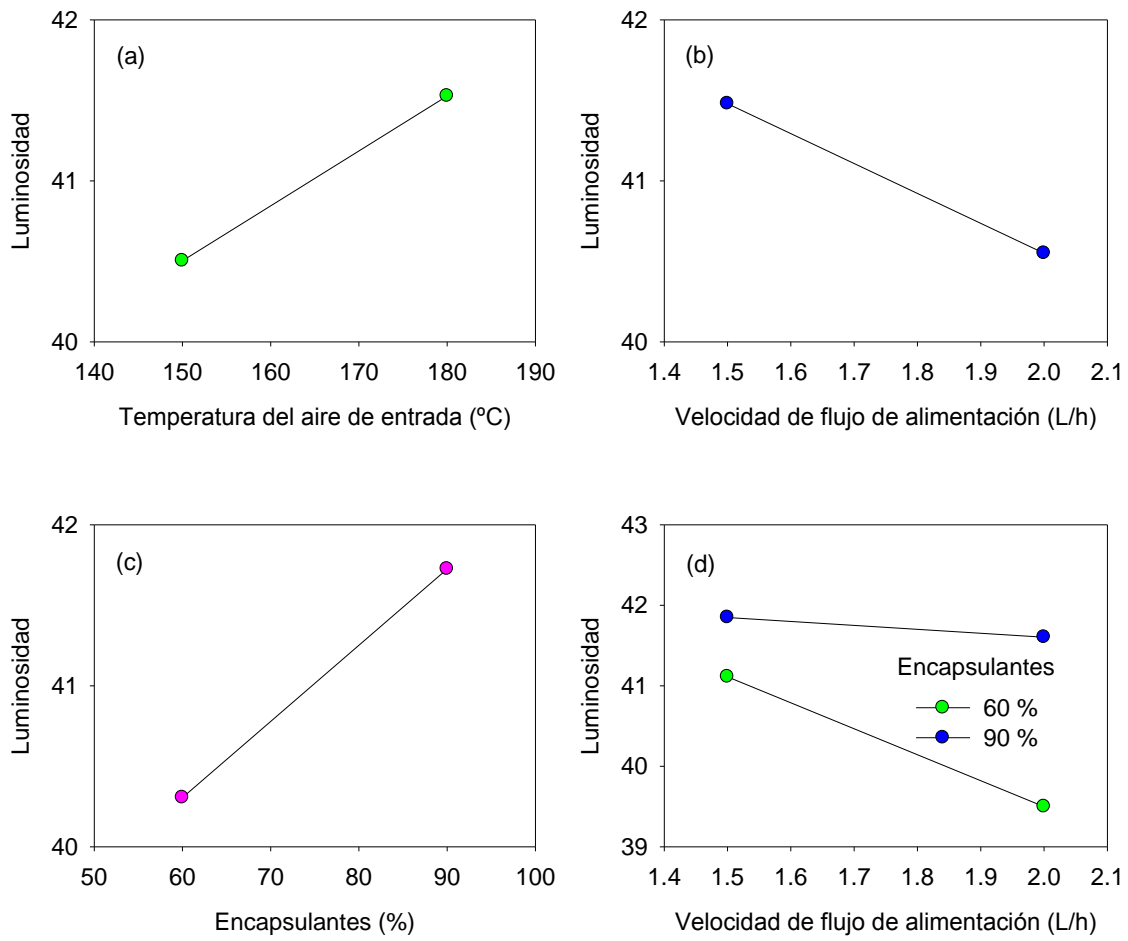 (a)
Luminosidad
42
41
40
140 150 160 170 180 190
Temperatura del aire de entrada (ºC)
(b)
Luminosidad
42
41
40
1.4 1.5 1.6 1.7 1.8 1.9 2.0 2.1
Velocidad de flujo de alimentación (L/h)
(c)
Luminosidad
42
41
40
50 60 70 80 90 100
Encapsulantes (%)
(d)
Luminosidad
43
42
41
40
39
Encapsulantes
60 %
90 %
1.4 1.5 1.6 1.7 1.8 1.9 2.0 2.1
Velocidad de flujo de alimentación (L/h)